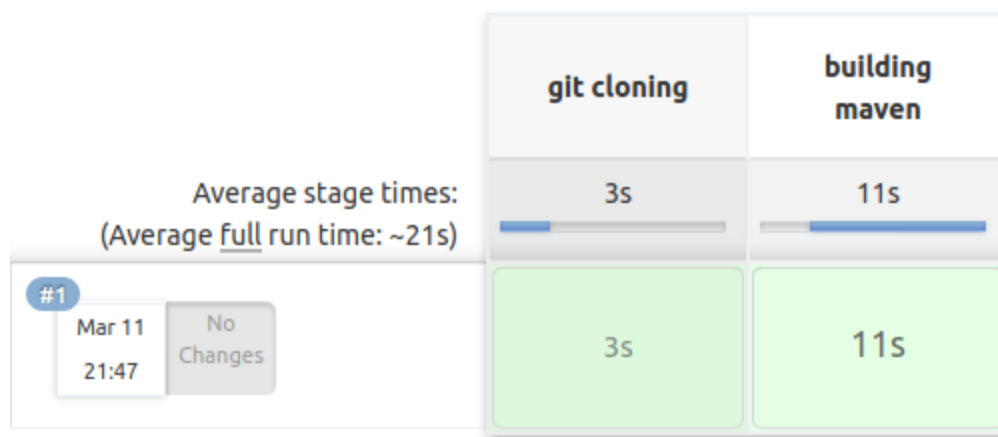 git cloning
building
maven
Average stage times:
3s
11s
(Average full run time: ~21s)
#1
Mar 11
21:47
No
Changes
3s
11s